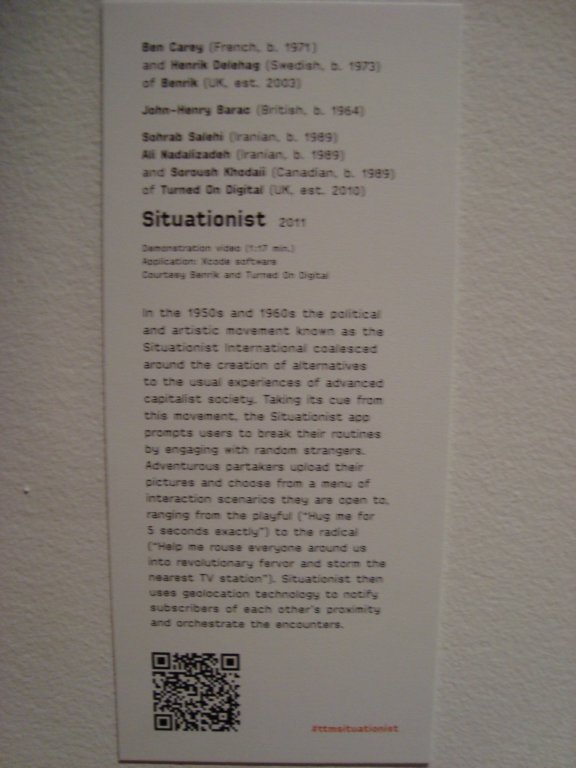 Ben Carey (French, b. 1971)
and Henrik Delehag (Swedish, b. 1973)
of Benrik (UK, est. 2003)
John-Henry Barac (British, b. 1964)
Sohrab Salehi (Iranian, b. 1989)
Ali Nadalizadeh (Iranian, b. 1989)
and Soroush Khodaii (Canadian, b. 1989)
of Turned On Digital (UK, est. 2010)
Situationist 2011
Demonstration video (1:17 min.)
Application: Xcode software
Courtesy Benrik and Turned On Digital
In the 1950s and 1960s the political
and artistic movement known as the
Situationist International coalesced
around the creation of alternatives
to the usual experiences of advanced
capitalist society. Taking its cue from
this movement, the Situationist app
prompts users to break their routines
by engaging with random strangers.
Adventurous partakers upload their
pictures and choose from a menu of
interaction scenarios they are open to,
ranging from the playful (“Hug me for
5 seconds exactly”) to the radical
(“Help me rouse everyone around us
into revolutionary fervor and storm the
nearest TV station”). Situationist then
uses geolocation technology to notify
subscribers of each other's proximity
and orchestrate the encounters.
#ttmsituationist